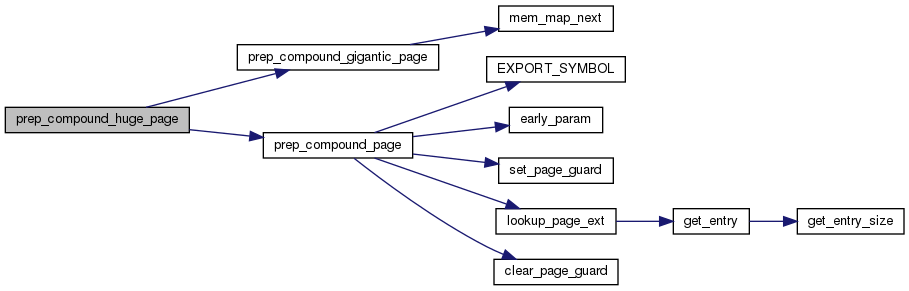 mem_map_next
prep_compound_gigantic_page
EXPORT_SYMBOL
prep_compound_huge_page
early_param
prep_compound_page
set_page_guard
lookup_page_ext
get_entry
get_entry_size
clear_page_guard